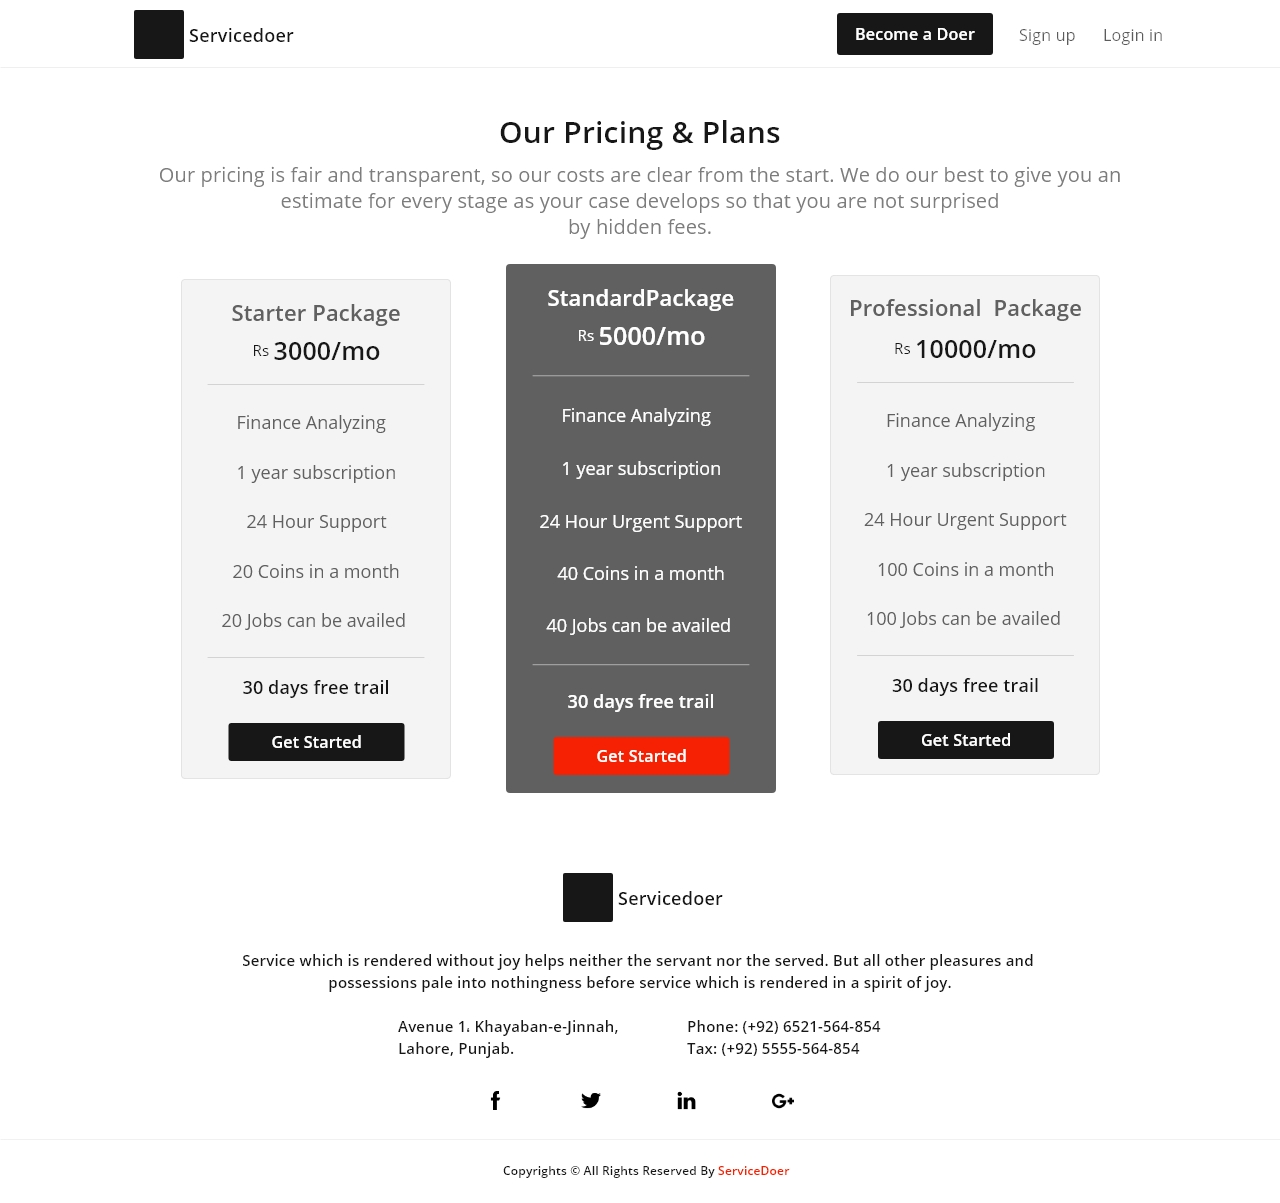 Servicedoer
Become a Doer
Sign up
Login in
Our Pricing & Plans
Our pricing is fair and transparent, so our costs are clear from the start. We do our best to give you an
estimate for every stage as your case develops so that you are not surprised
by hidden fees.
Starter Package
Rs 3000/mo
Finance Analyzing
1 year subscription
24 Hour Support
20 Coins in a month
20 Jobs can be availed
30 days free trail
Get Started
StandardPackage
Rs 5000/mo
Finance Analyzing
1 year subscription
24 Hour Urgent Support
40 Coins in a month
40 Jobs can be availed
30 days free trail
Get Started
Professional Package
Rs 10000/mo
Finance Analyzing
1 year subscription
24 Hour Urgent Support
100 Coins in a month
100 Jobs can be availed
30 days free trail
Get Started
Servicedoer
Service which is rendered without joy helps neither the servant nor the served. But all other pleasures and
possessions pale into nothingness before service which is rendered in a spirit of joy.
Avenue 1، Khayaban-e-Jinnah,
Lahore, Punjab.
Phone: (+92) 6521-564-854
Tax: (+92) 5555-564-854
Copyrights © All Rights Reserved By ServiceDoer